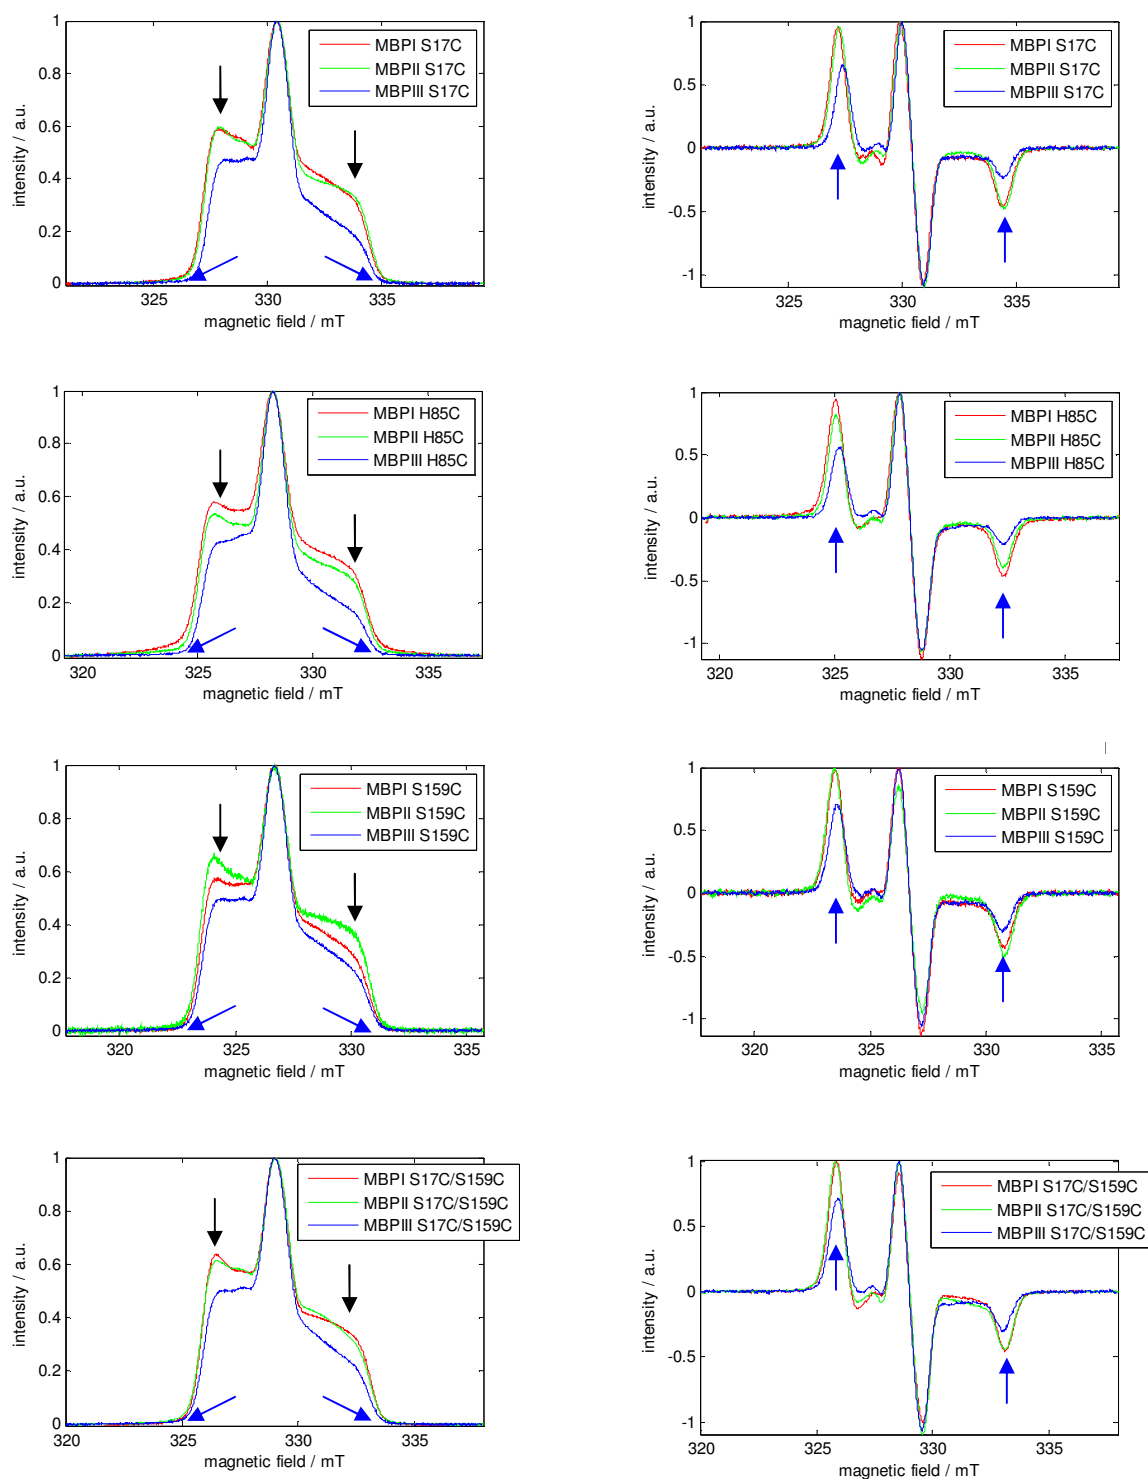 MBPI S17C
MBPII S17C
MBPIII S17C
1
0.8
0.6
0.4
0.2
0
325
330
335
intensity / a.u.
magnetic field / mT
MBPI S17C
MBPII S17C
MBPIII S17C
1
0.5
0
-0.5
-1
325
330
335
intensity / a.u.
magnetic field / mT
MBPI H85C
MBPII H85C
MBPIII H85C
1
0.8
0.6
0.4
0.2
0
320
325
330
335
intensity / a.u.
magnetic field / mT
MBPI H85C
MBPII H85C
MBPIII H85C
1
0.5
0
-0.5
-1
320
325
330
335
intensity / a.u.
magnetic field / mT
MBPI S159C
MBPII S159C
MBPIII S159C
1
0.8
0.6
0.4
0.2
0
320
325
330
335
intensity / a.u.
magnetic field / mT
MBPI S159C
MBPII S159C
MBPIII S159C
1
0.5
0
-0.5
-1
320
325
330
335
intensity / a.u.
magnetic field / mT
MBPI S17C/S159C
MBPII S17C/S159C
MBPIII S17C/S159C
1
0.8
0.6
0.4
0.2
0
320
325
330
335
intensity / a.u.
magnetic field / mT
MBPI S17C/S159C
MBPII S17C/S159C
MBPIII S17C/S159C
1
0.5
0
-0.5
-1
320
325
330
335
intensity / a.u.
magnetic field / mT